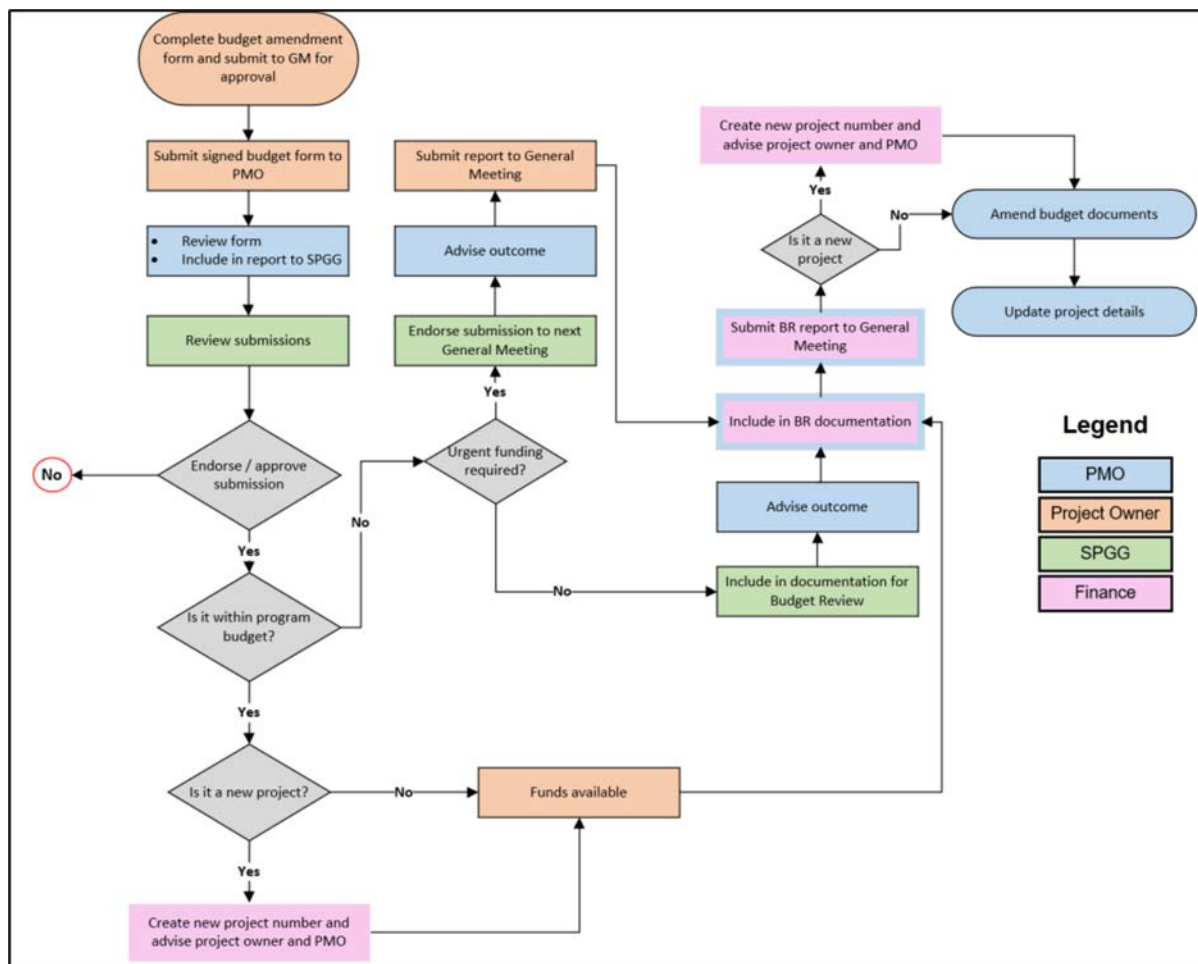 Complete budget amendment
form and submit to GM for
approval
Submit signed budget form to
PMO
• Review form
• Include in report to SPGG
Review submissions
Endorse / approve
submission
No
Yes
Is it within program
budget?
No
Yes
Is it a new project?
No
Yes
Create new project number and
advise project owner and PMO
Funds available
Submit report to General
Meeting
Advise outcome
Endorse submission to next
General Meeting
Yes
Urgent funding
required?
No
Include in documentation for
Budget Review
Advise outcome
Include in BR documentation
Submit BR report to General
Meeting
Is it a new
project
Yes
No
Create new project number and
advise project owner and PMO
Amend budget documents
Update project details
Legend
PMO
Project Owner
SPGG
Finance